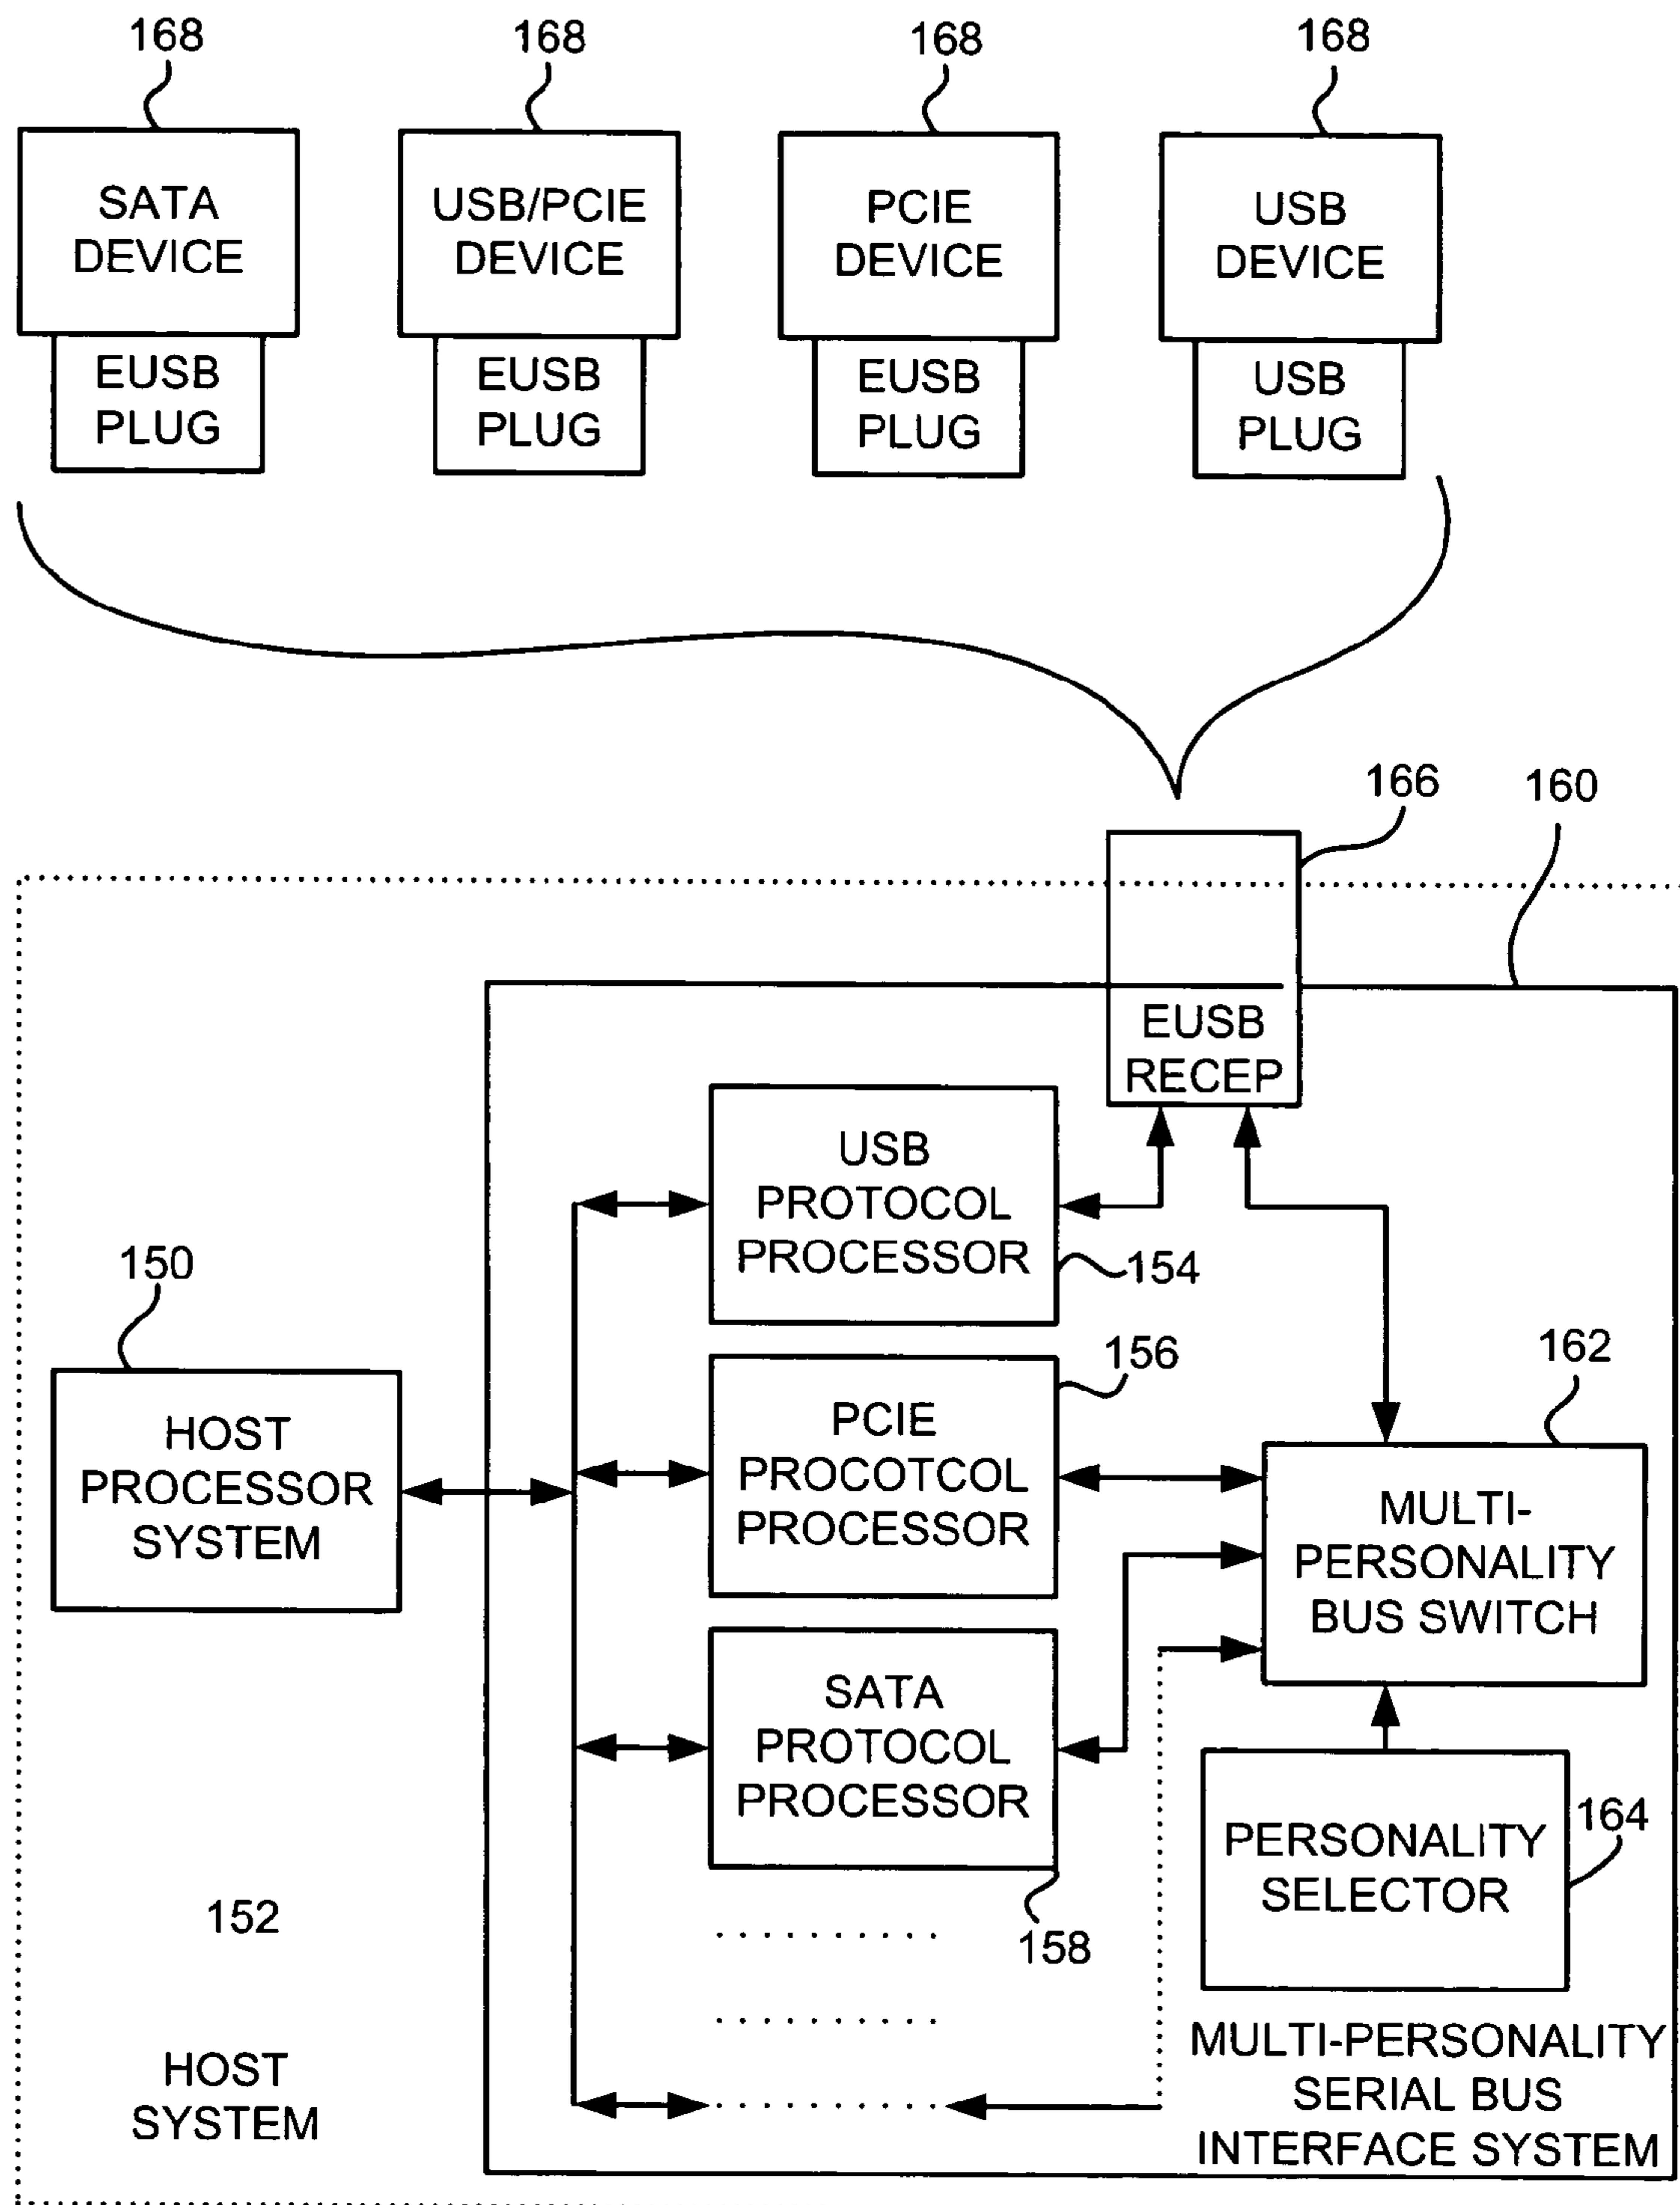 168
168
168
168
SATA
DEVICE
USB/PCIE
DEVICE
PCIE
DEVICE
USB
DEVICE
EUSB
PLUG
EUSB
PLUG
EUSB
PLUG
USB
PLUG
166
160
EUSB
RECEP
USB
PROTOCOL
PROCESSOR
154
150
HOST
PROCESSOR
SYSTEM
156
PCIE
PROCOTCOL
PROCESSOR
162
MULTI-
PERSONALITY
BUS SWITCH
SATA
PROTOCOL
PROCESSOR
158
PERSONALITY
SELECTOR
164
152
HOST
SYSTEM
MULTI-PERSONALITY
SERIAL BUS
INTERFACE SYSTEM